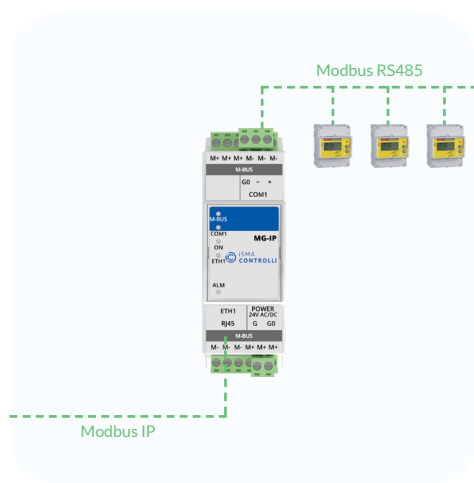 Modbus RS485
M+ M+ M+ M- M- M-
M-BUS
G0 - +
COM1
M-BUS
COM1
MG-IP
ON
iSMA
CONTROLLI
ETH1
ALM
ETH1
POWER
24V AC/DC
RJ45
G G0
M-BUS
M- M- M- M+ M+ M+
Modbus IP